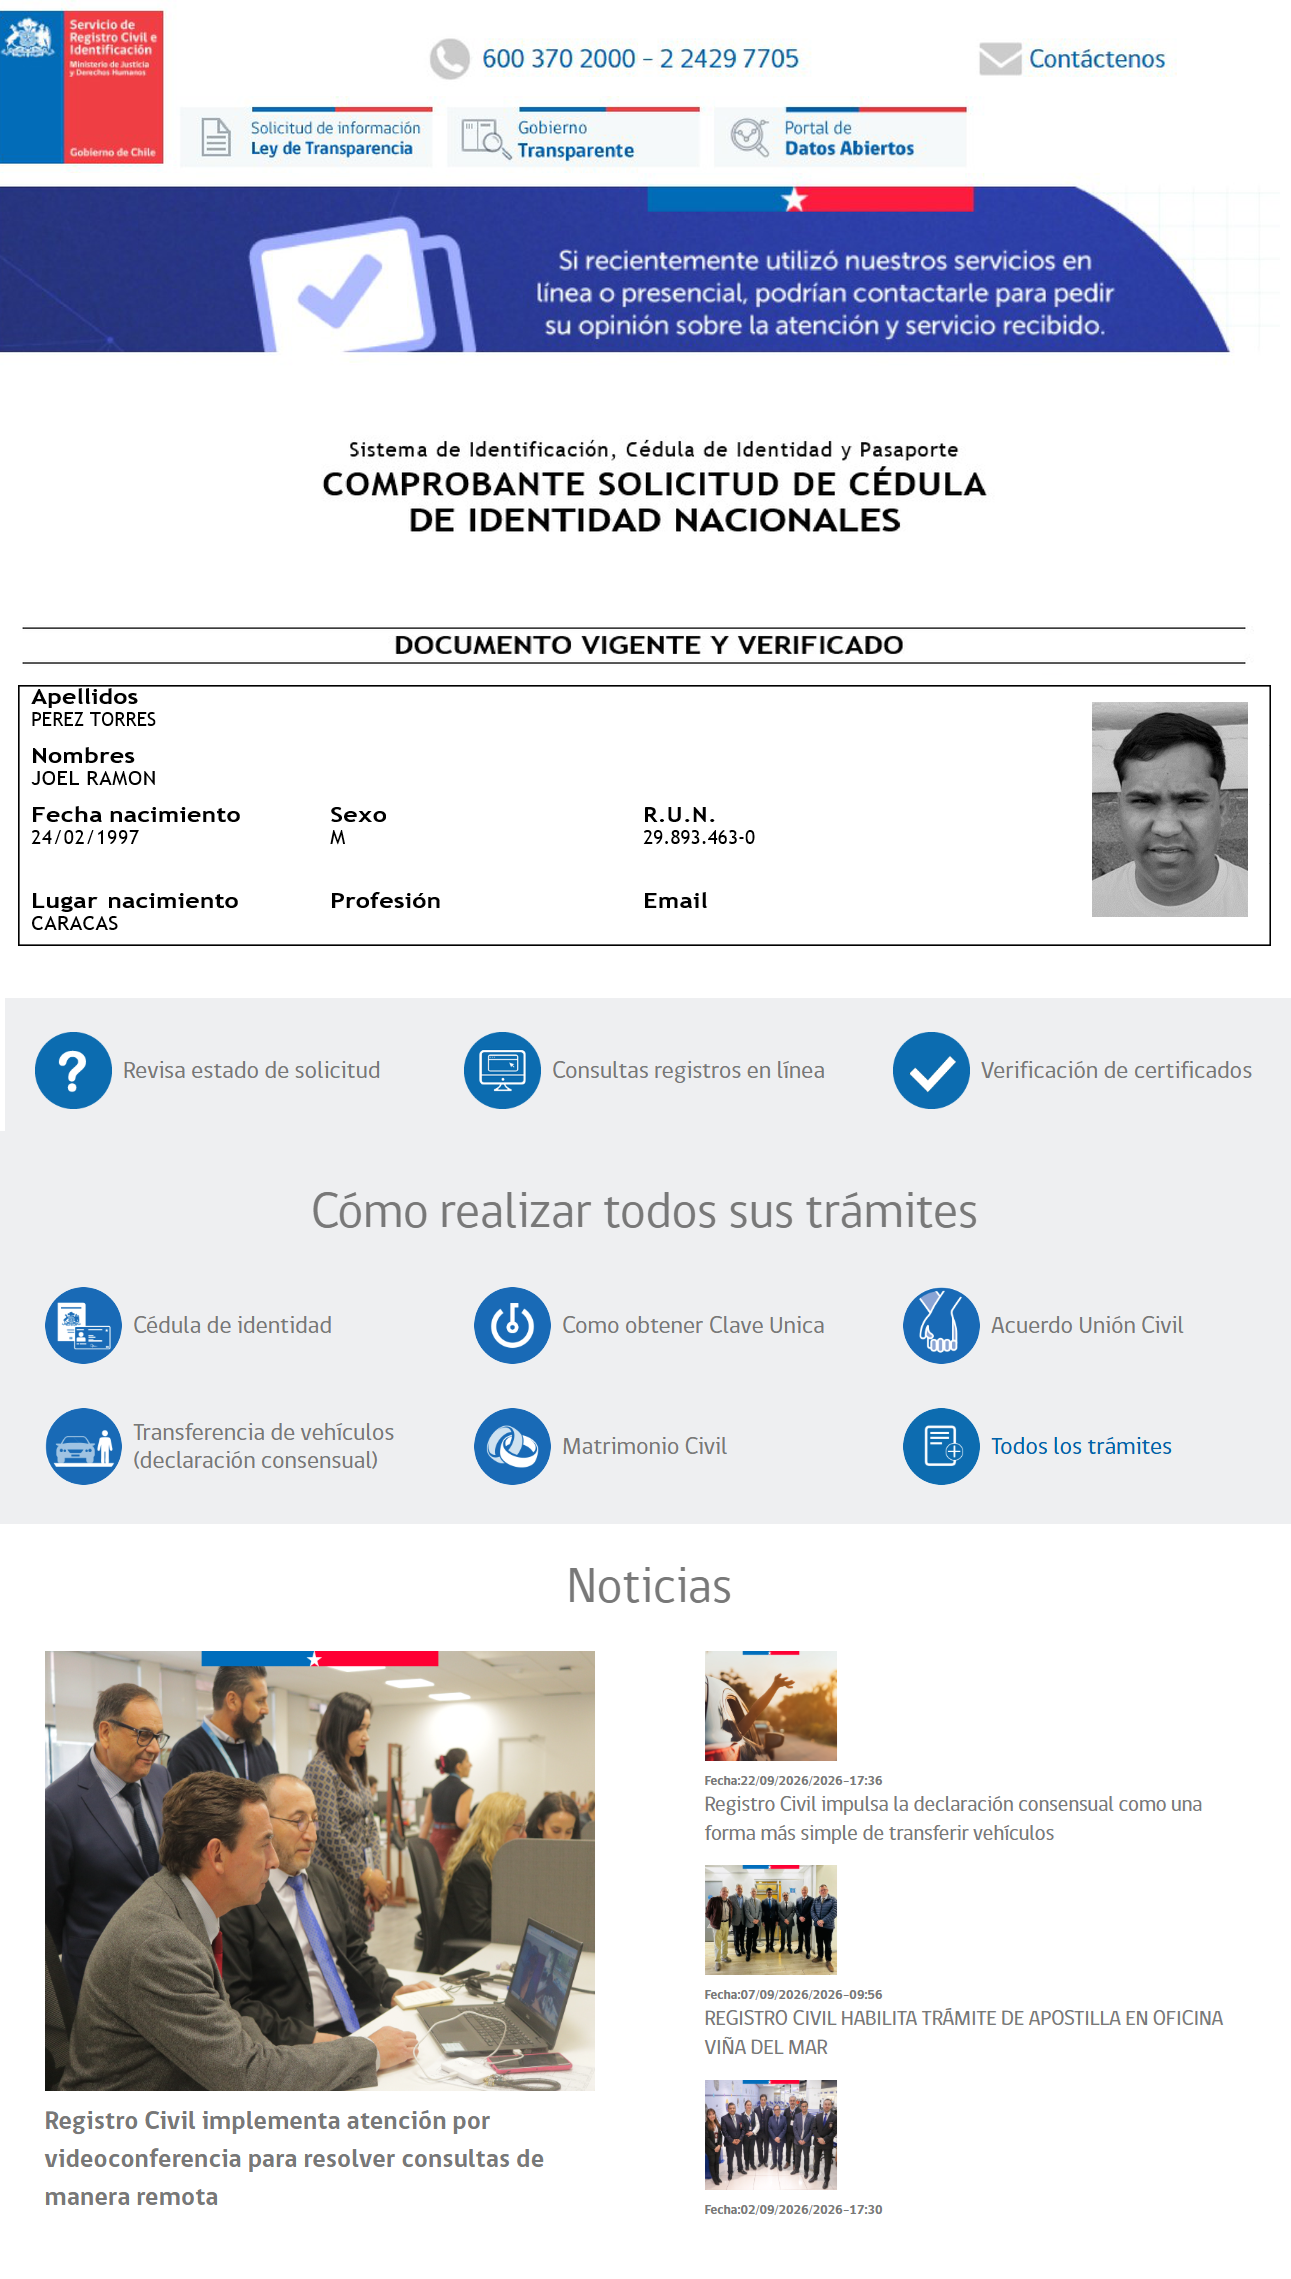 Servicio de
Registro Civil e
Identificación
Ministerio de Justicia
y Derechos Humanos
Gobierno de Chile
600 370 2000 - 2 2429 7705
Contáctenos
Solicitud de información
Ley de Transparencia
Gobierno
Transparente
Portal de
Datos Abiertos
Si recientemente utilizó nuestros servicios en
línea o presencial, podrían contactarle para pedir
su opinión sobre la atención y servicio recibido.
Sistema de Identificación, Cédula de Identidad y Pasaporte
COMPROBANTE SOLICITUD DE CÉDULA
DE IDENTIDAD NACIONALES
DOCUMENTO VIGENTE Y VERIFICADO
Apellidos
PEREZ TORRES
Nombres
JOEL RAMON
Fecha nacimiento Sexo R.U.N.
24/02/1997 M 29.893.463-0
Lugar nacimiento Profesión Email
CARACAS
Revisa estado de solicitud
Consultas registros en línea
Verificación de certificados
Cómo realizar todos sus trámites
Cédula de identidad
Como obtener Clave Unica
Acuerdo Unión Civil
Transferencia de vehículos
(declaración consensual)
Matrimonio Civil
Todos los trámites
Noticias
Registro Civil implementa atención por
videoconferencia para resolver consultas de
manera remota
Fecha:22/09/2026/2026-17:36
Registro Civil impulsa la declaración consensual como una
forma más simple de transferir vehículos
Fecha:07/09/2026/2026-09:56
REGISTRO CIVIL HABILITA TRÁMITE DE APOSTILLA EN OFICINA
VIÑA DEL MAR
Fecha:02/09/2026/2026-17:30